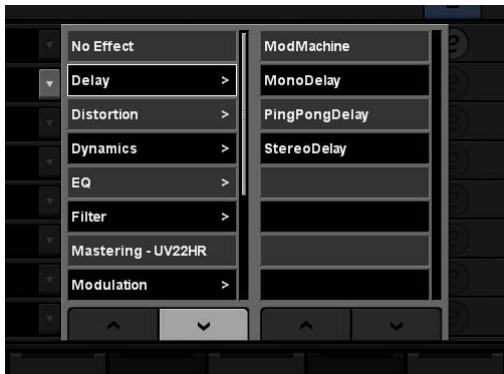 No Effect
Delay >
Distortion >
Dynamics >
EQ >
Filter >
Mastering - UV22HR
Modulation >
ModMachine
MonoDelay
PingPongDelay
StereoDelay